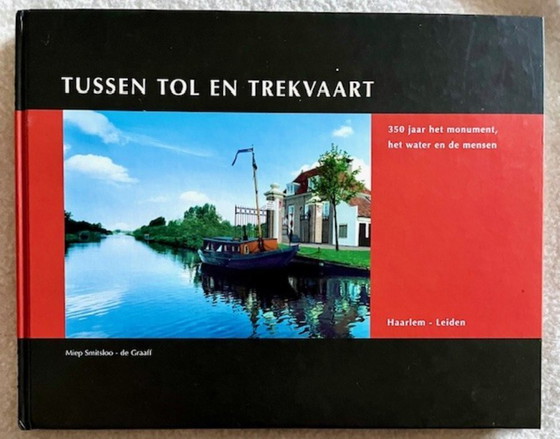 TUSSEN TOL EN TREKVAART
350 jaar het monument,
het water en de mensen
Haarlem - Leiden
Miep Smitsloo - de Graaff